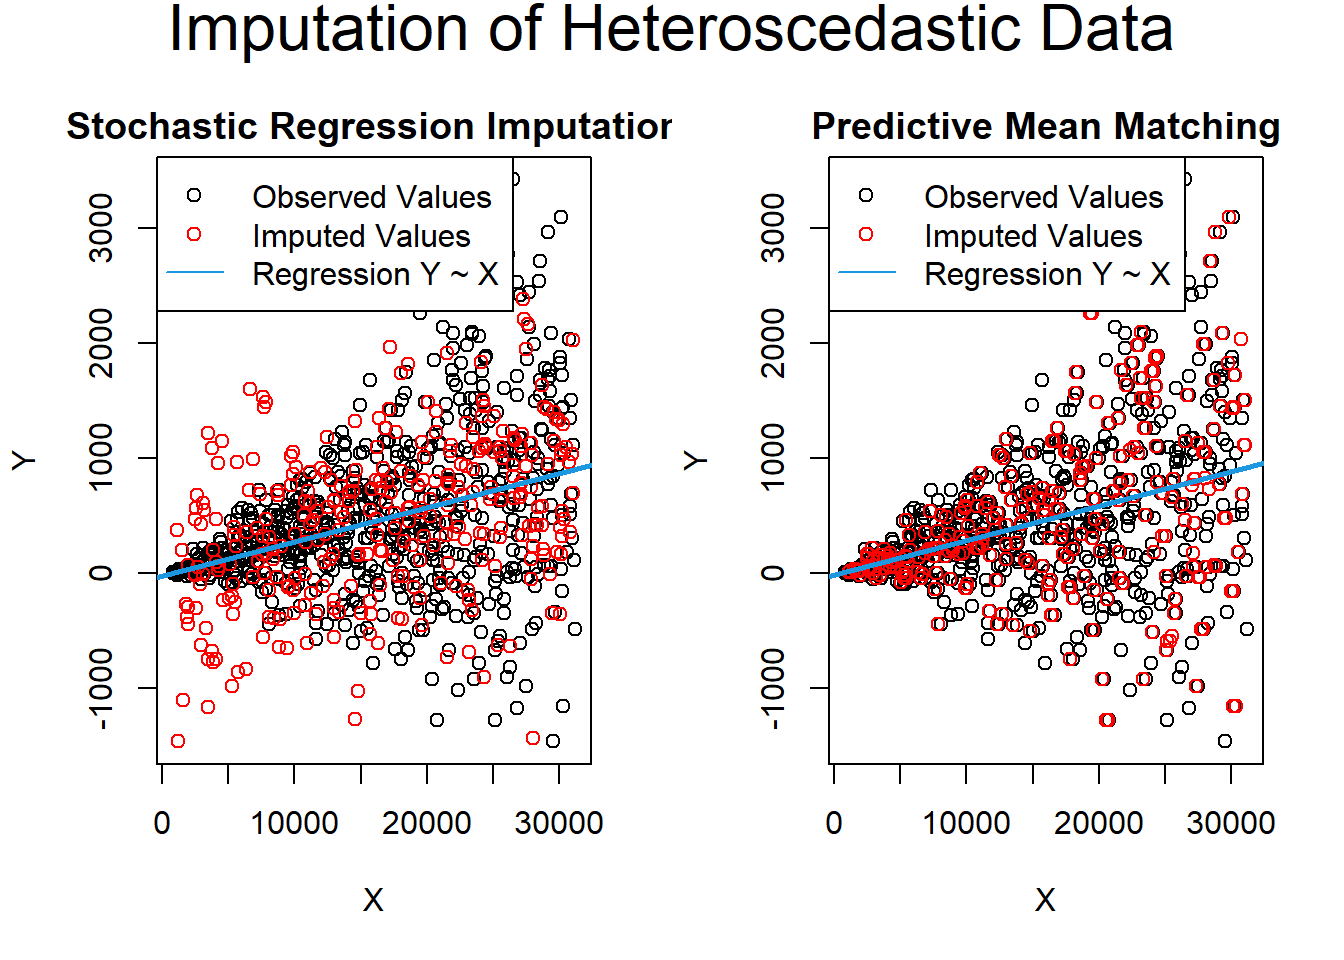 Imputation of Heteroscedastic Data
Stochastic Regression Imputation
Observed Values
Imputed Values
Regression Y ~ X
3000
2000
1000
0
-1000
Y
0 10000 20000 30000
X
Predictive Mean Matching
Observed Values
Imputed Values
Regression Y ~ X
3000
2000
1000
0
-1000
Y
0 10000 20000 30000
X